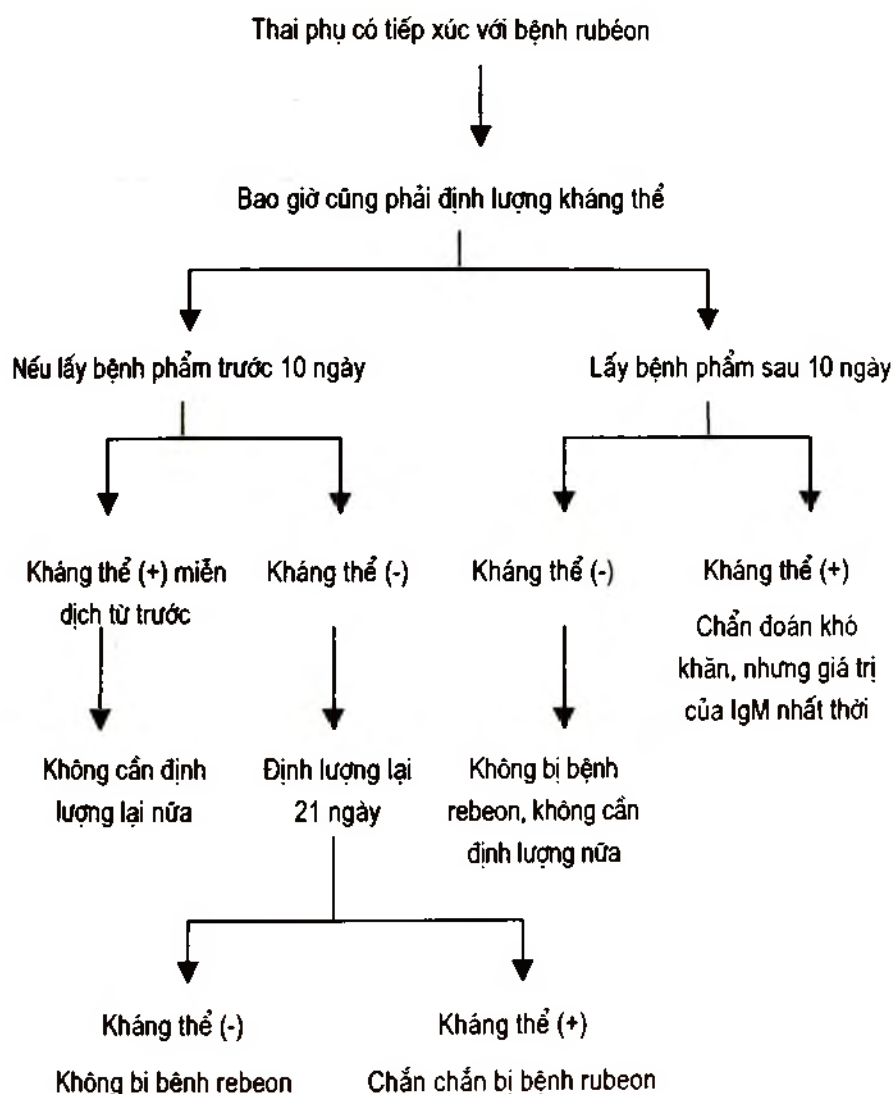 Thai phụ có tiếp xúc với bệnh rubéon
Bao giờ cũng phải định lượng kháng thể
Nếu lấy bệnh phẩm trước 10 ngày
Lấy bệnh phẩm sau 10 ngày
Kháng thể (+) miễn
dịch từ trước
Kháng thể (-)
Kháng thể (-)
Kháng thể (+)
Chẩn đoán khó
khăn, nhưng giá trị
của IgM nhất thời
Không cần định
lượng lại nữa
Định lượng lại
21 ngày
Không bị bệnh
rebeon, không cần
định lượng nữa
Kháng thể (-)
Không bị bệnh rebeon
Kháng thể (+)
Chắn chắn bị bệnh rubeon